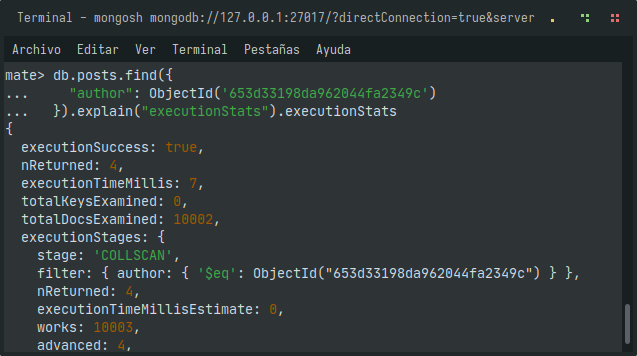 Terminal - mongosh mongodb://127.0.0.1:27017/?directConnection=true&server
Archivo Editar Ver Terminal Pestañas Ayuda
mate> db.posts.find({
...     "author": ObjectId('653d33198da962044fa2349c')
...   }).explain("executionStats").executionStats
{
  executionSuccess: true,
  nReturned: 4,
  executionTimeMillis: 7,
  totalKeysExamined: 0,
  totalDocsExamined: 10002,
  executionStages: {
    stage: 'COLLSCAN',
    filter: { author: { '$eq': ObjectId("653d33198da962044fa2349c") } },
    nReturned: 4,
    executionTimeMillisEstimate: 0,
    works: 10003,
    advanced: 4,